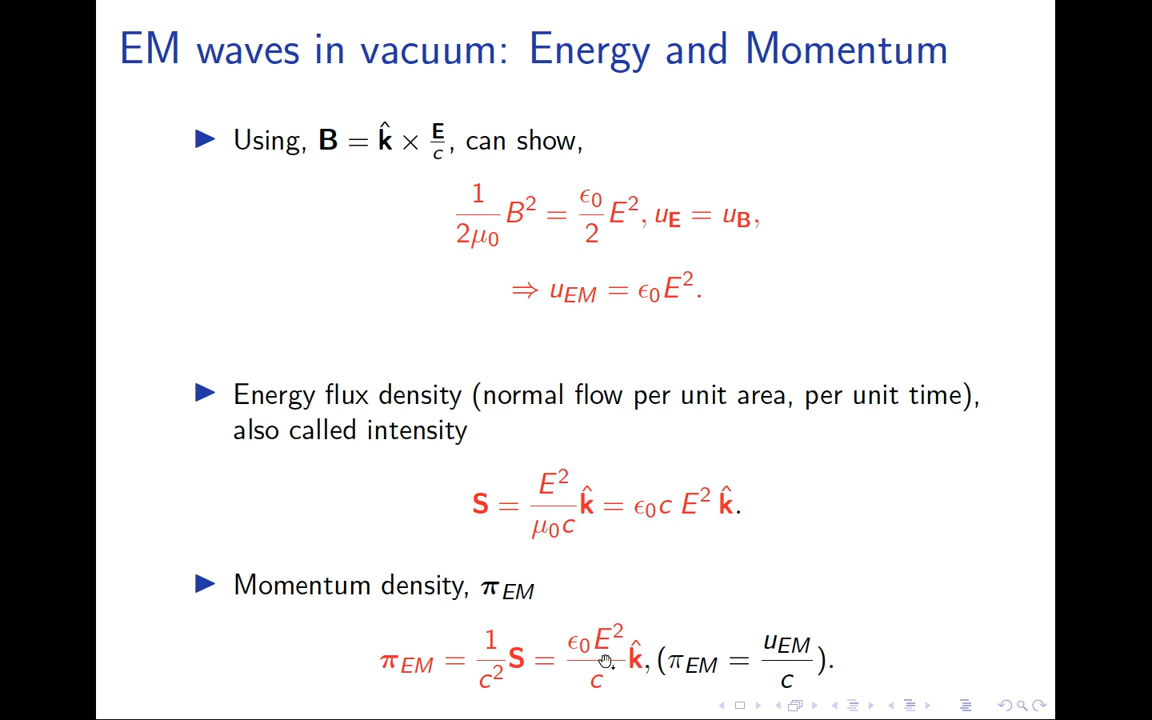 EM waves in vacuum: Energy and Momentum
▶ Using, B = k̂ × E/c, can show,
1/(2μ₀) B² = ϵ₀/2 E², u_E = u_B,
⇒ u_EM = ϵ₀E².
▶ Energy flux density (normal flow per unit area, per unit time),
also called intensity
S = E²/(μ₀c) k̂ = ϵ₀c E² k̂.
▶ Momentum density, π_EM
π_EM = 1/c² S = ϵ₀E²/c k̂, (π_EM = u_EM/c).